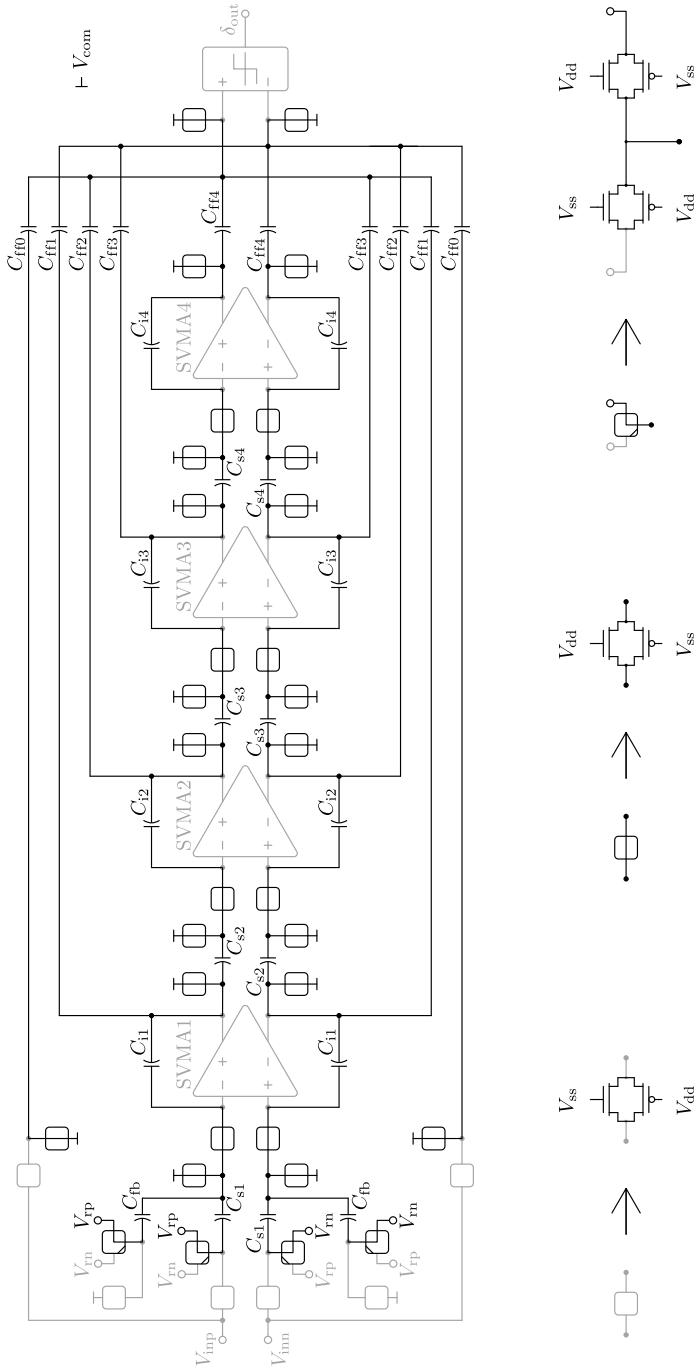 C_ff0
C_ff1
V_rn V_rp C_ff2 V_com
C_ff3
C_fb C_i1 C_i2 C_i3 C_i4
V_rn V_rp
SVMA1 SVMA2 SVMA3 SVMA4
V_inp C_ff4
δ_out
C_s1 C_s2 C_s3 C_s4
+ − + − + − + − + −
− + − + − + − + − +
C_s1 C_s2 C_s3 C_s4 C_ff4
V_inn
V_rp V_rn
C_i1 C_i2 C_i3 C_i4
C_fb C_ff3
C_ff2
V_rp V_rn
C_ff1
C_ff0
V_ss V_dd V_ss V_dd
V_dd V_ss V_dd V_ss